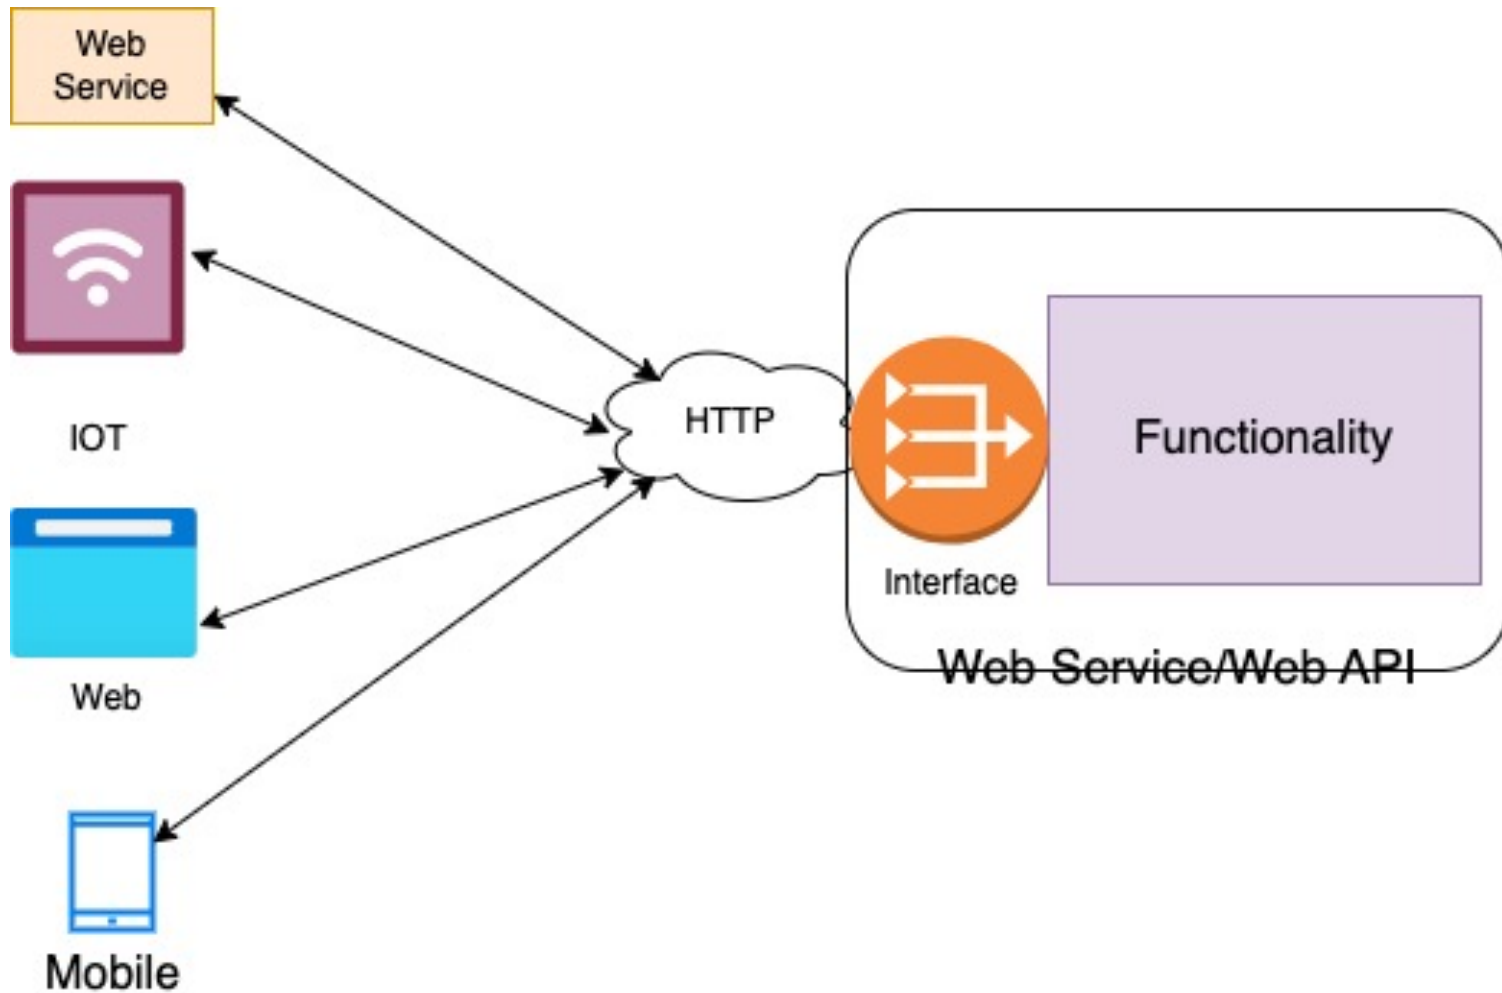 Web
Service
IOT
Web
Mobile
HTTP
Interface
Functionality
Web Service/Web API